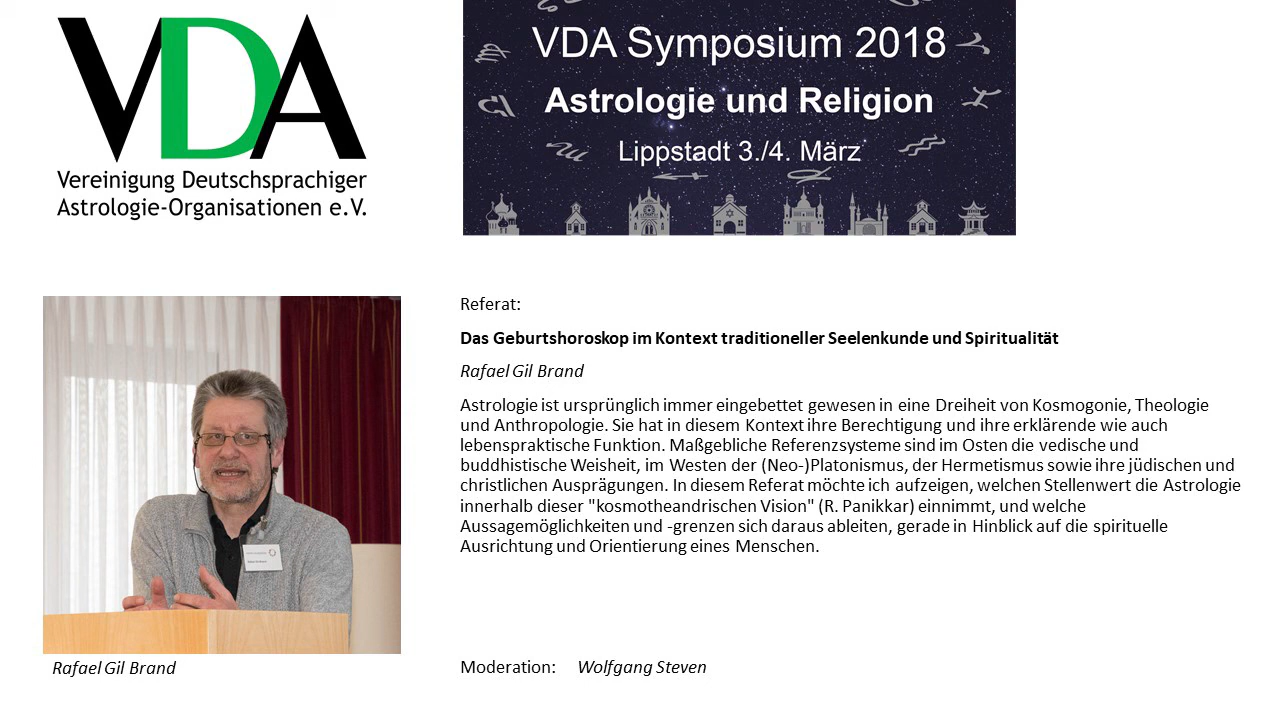 VDA
Vereinigung Deutschsprachiger
Astrologie-Organisationen e.V.
VDA Symposium 2018
Astrologie und Religion
Lippstadt 3./4. März
Referat:
Das Geburtshoroskop im Kontext traditioneller Seelenkunde und Spiritualität
Rafael Gil Brand
Astrologie ist ursprünglich immer eingebettet gewesen in eine Dreiheit von Kosmogonie, Theologie
und Anthropologie. Sie hat in diesem Kontext ihre Berechtigung und ihre erklärende wie auch
lebenspraktische Funktion. Maßgebliche Referenzsysteme sind im Osten die vedische und
buddhistische Weisheit, im Westen der (Neo-)Platonismus, der Hermetismus sowie ihre jüdischen und
christlichen Ausprägungen. In diesem Referat möchte ich aufzeigen, welchen Stellenwert die Astrologie
innerhalb dieser "kosmotheandrischen Vision" (R. Panikkar) einnimmt, und welche
Aussagemöglichkeiten und -grenzen sich daraus ableiten, gerade in Hinblick auf die spirituelle
Ausrichtung und Orientierung eines Menschen.
Rafael Gil Brand
Moderation: Wolfgang Steven